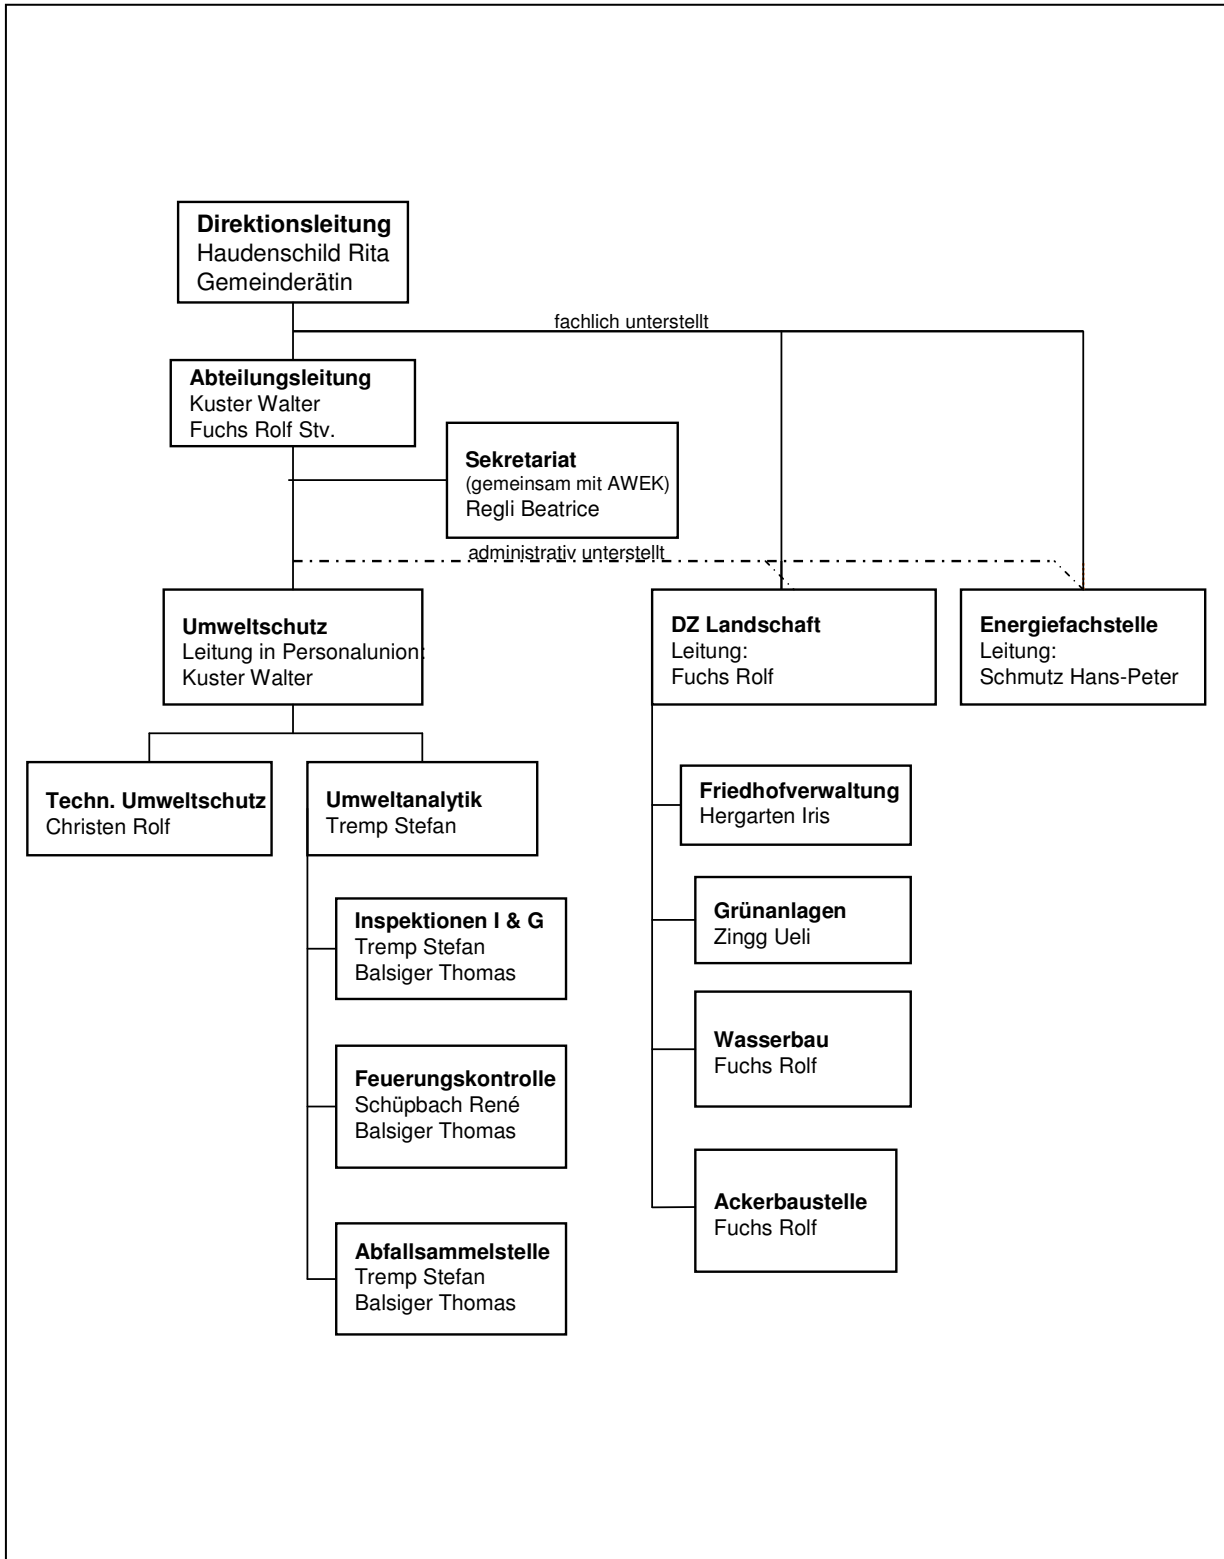 Direktionsleitung
Haudenschild Rita
Gemeinderätin
fachlich unterstellt
Abteilungsleitung
Kuster Walter
Fuchs Rolf Stv.
Sekretariat
(gemeinsam mit AWEK)
Regli Beatrice
administrativ unterstellt
Umweltschutz
Leitung in Personalunion:
Kuster Walter
DZ Landschaft
Leitung:
Fuchs Rolf
Energiefachstelle
Leitung:
Schmutz Hans-Peter
Techn. Umweltschutz
Christen Rolf
Umweltanalytik
Tremp Stefan
Inspektionen I & G
Tremp Stefan
Balsiger Thomas
Feuerungskontrolle
Schüpbach René
Balsiger Thomas
Abfallsammelstelle
Tremp Stefan
Balsiger Thomas
Friedhofverwaltung
Hergarten Iris
Grünanlagen
Zingg Ueli
Wasserbau
Fuchs Rolf
Ackerbaustelle
Fuchs Rolf